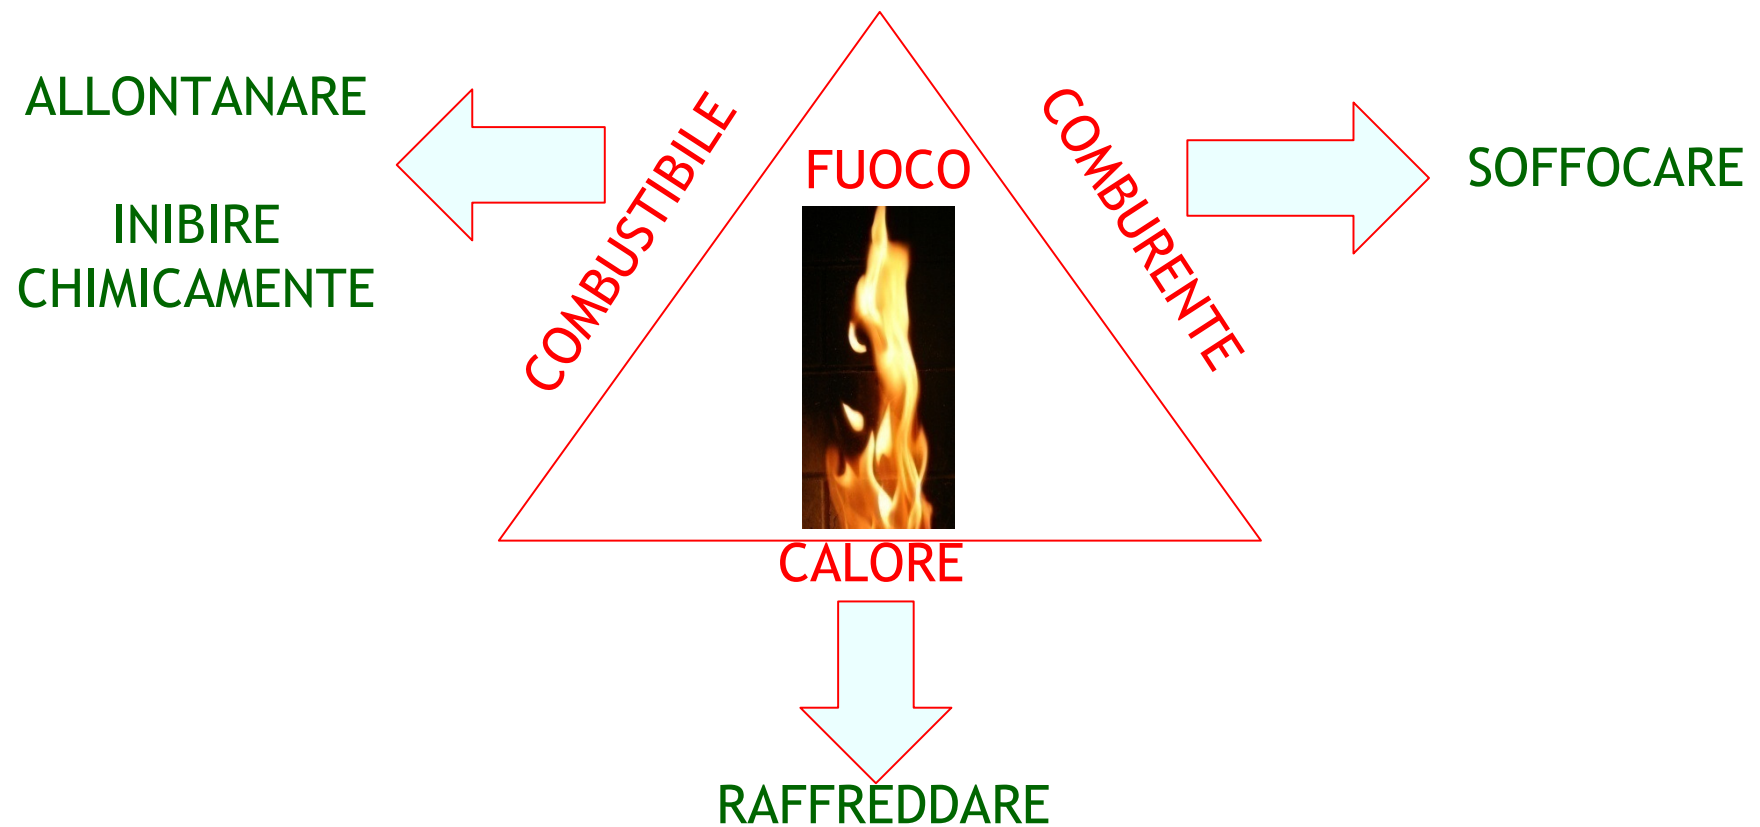 ALLONTANARE
INIBIRE
CHIMICAMENTE
COMBUSTIBILE
FUOCO
COMBURENTE
SOFFOCARE
CALORE
RAFFREDDARE